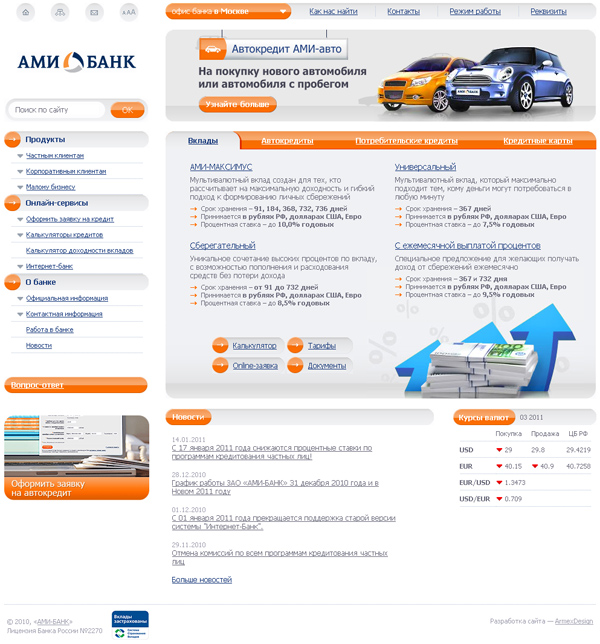 AAA
офис банка в Москве
Как нас найти
Контакты
Режим работы
Реквизиты
АМИ БАНК
Автокредит АМИ-авто
На покупку нового автомобиля
или автомобиля с пробегом
Узнайте больше
Поиск по сайту
ОК
Продукты
Частным клиентам
Корпоративным клиентам
Малому бизнесу
Онлайн-сервисы
Оформить заявку на кредит
Калькуляторы кредитов
Калькулятор доходности вкладов
Интернет-банк
О банке
Официальная информация
Контактная информация
Работа в банке
Новости
Вопрос-ответ
Оформить заявку
на автокредит
Вклады
Автокредиты
Потребительские кредиты
Кредитные карты
АМИ-МАКСИМУС
Мультивалютный вклад создан для тех, кто
рассчитывает на максимальную доходность и гибкий
подход к формированию личных сбережений
Срок хранения – 91, 184, 368, 732, 736 дней
Принимается в рублях РФ, долларах США, Евро
Процентная ставка – до 10,0% годовых
Универсальный
Мультивалютный вклад, который максимально
подходит тем, кому деньги могут потребоваться в
любую минуту
Срок хранения – 367 дней
Принимается в рублях РФ, долларах США, Евро
Процентная ставка – до 7,5% годовых
Сберегательный
Уникальное сочетание высоких процентов по вкладу,
с возможностью пополнения и расходования
средств без потери дохода
Срок хранения – от 91 до 732 дней
Принимается в рублях РФ, долларах США, Евро
Процентная ставка – до 8,5% годовых
С ежемесячной выплатой процентов
Специальное предложение для желающих получать
доход от сбережений ежемесячно
Срок хранения – 367 и 732 дня
Принимается в рублях РФ, долларах США, Евро
Процентная ставка – до 9,5% годовых
Калькулятор
Тарифы
Online-заявка
Документы
Новости
14.01.2011
С 17 января 2011 года снижаются процентные ставки по
программам кредитования частных лиц!
28.12.2010
График работы ЗАО «АМИ-БАНК» 31 декабря 2010 года и в
Новом 2011 году
01.12.2010
С 01 января 2011 года прекращается поддержка старой версии
системы "Интернет-Банк".
29.11.2010
Отмена комиссий по всем программам кредитования частных
лиц
Больше новостей
Курсы валют
03.2011
Покупка Продажа ЦБ РФ
USD 29 29.8 29.4219
EUR 40.15 40.9 40.7258
EUR/USD 1.3473
USD/EUR 0.709
© 2010, «АМИ-БАНК»
Лицензия Банка России №2270
Вклады
застрахованы
Система
Страхования
Вкладов
Разработка сайта — AnnexDesign